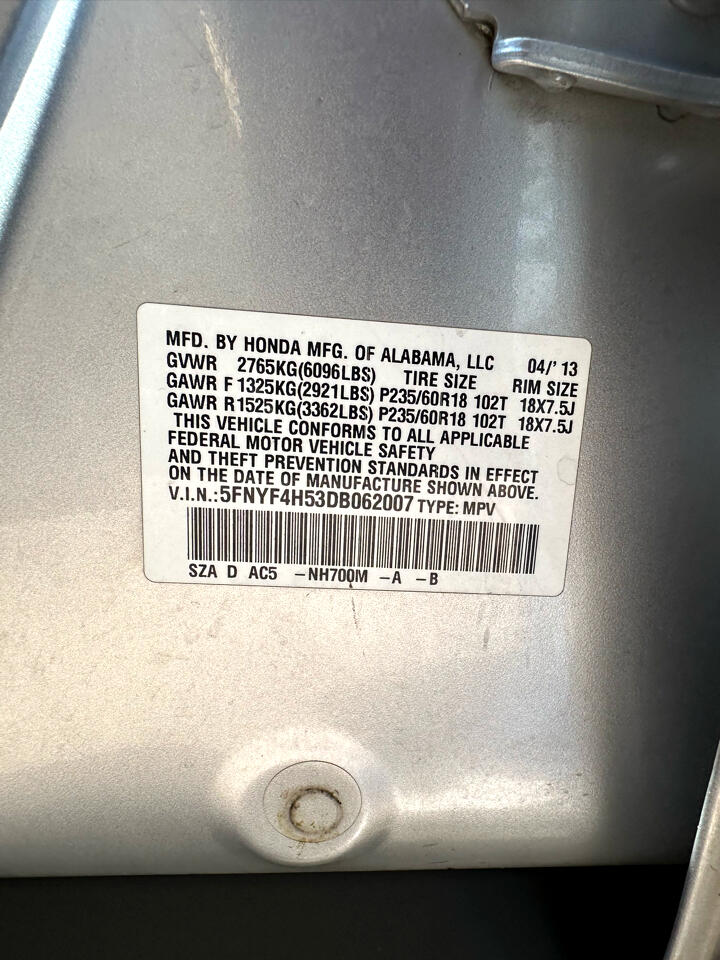 MFD. BY HONDA MFG. OF ALABAMA, LLC 04/'13
GVWR 2765KG(6096LBS) TIRE SIZE RIM SIZE
GAWR F 1325KG(2921LBS) P235/60R18 102T 18X7.5J
GAWR R 1525KG(3362LBS) P235/60R18 102T 18X7.5J
THIS VEHICLE CONFORMS TO ALL APPLICABLE
FEDERAL MOTOR VEHICLE SAFETY
AND THEFT PREVENTION STANDARDS IN EFFECT
ON THE DATE OF MANUFACTURE SHOWN ABOVE.
V.I.N.:5FNYF4H53DB062007 TYPE: MPV
SZA D AC5 -NH700M -A -B